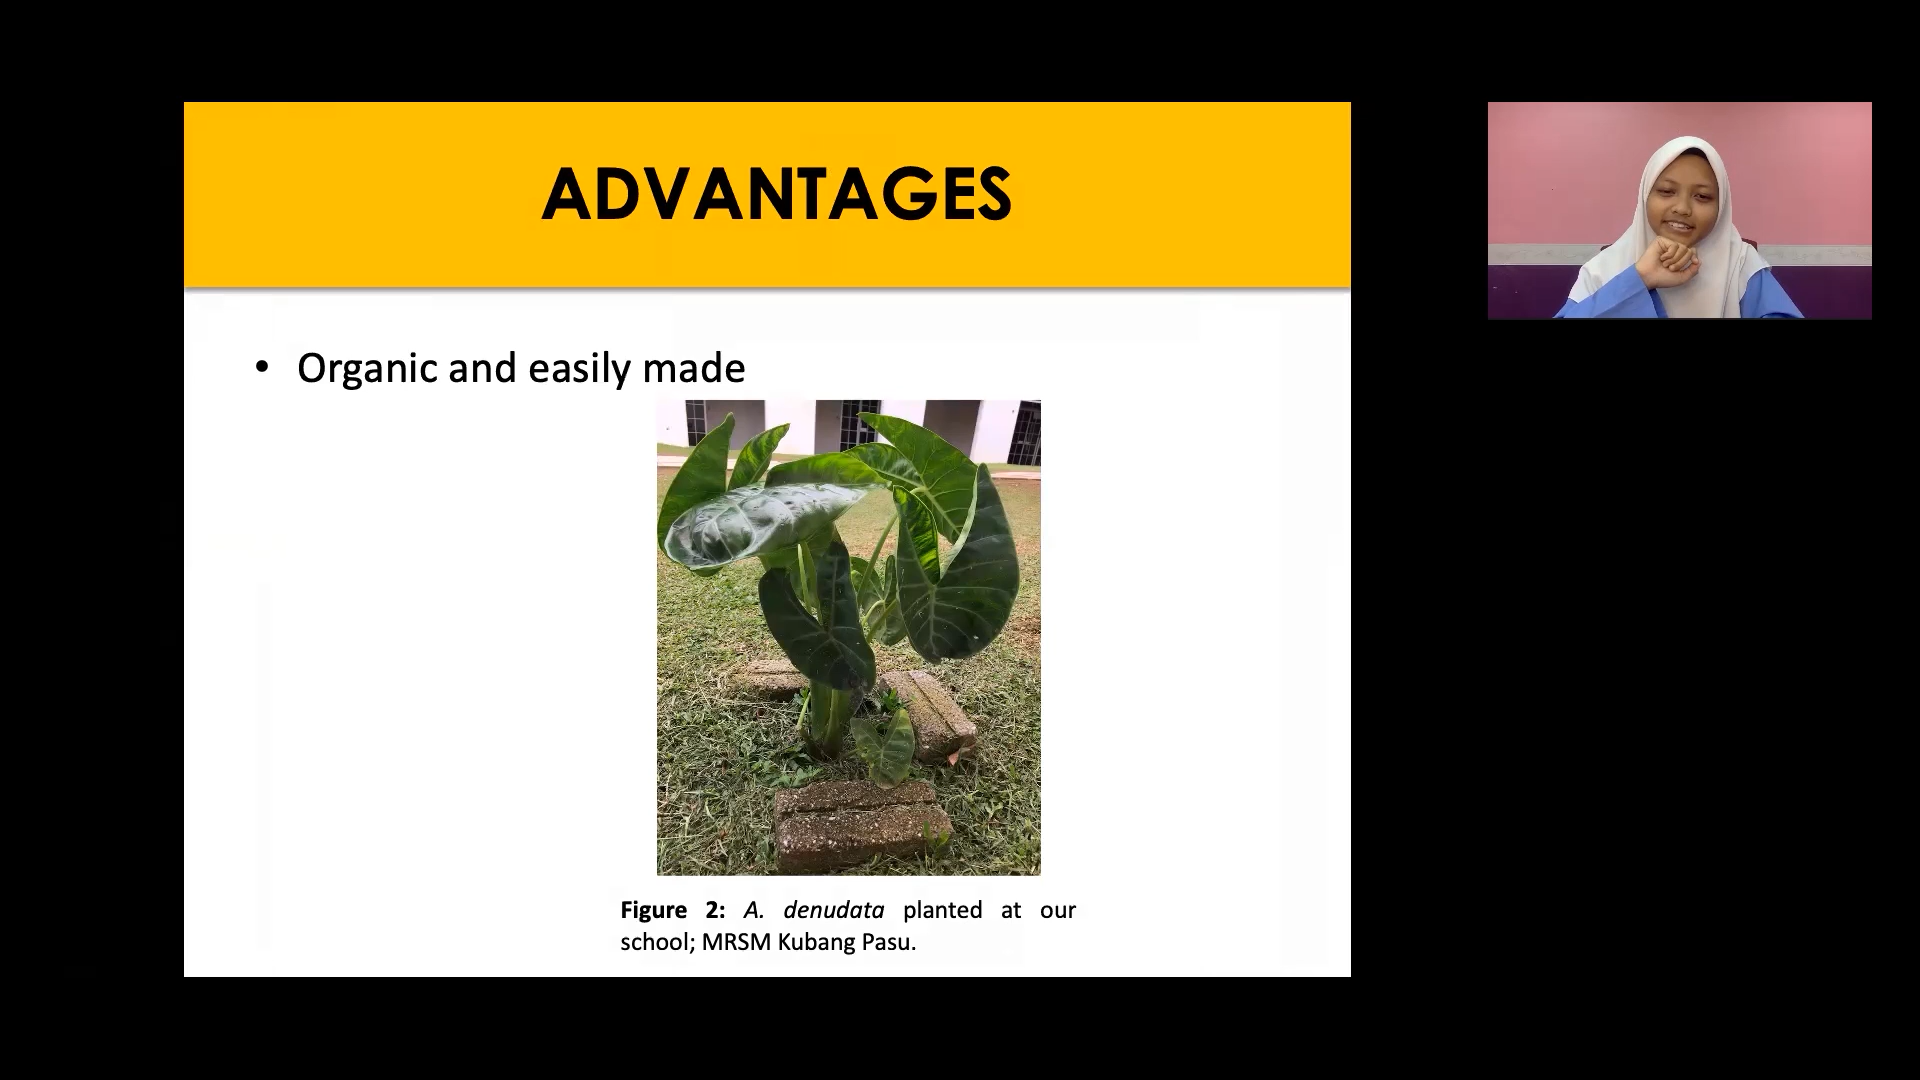 ADVANTAGES
• Organic and easily made
Figure 2: A. denudata planted at our
school; MRSM Kubang Pasu.